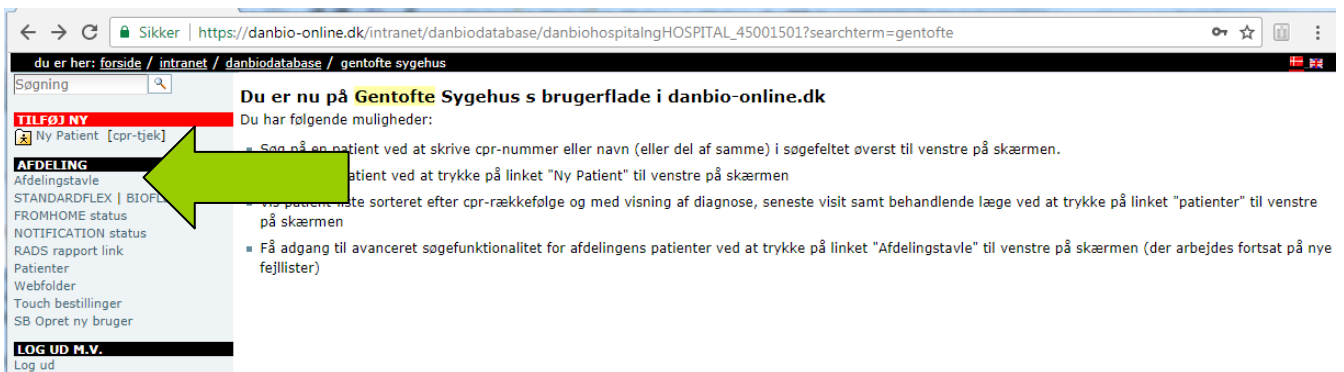 Sikker | https://danbio-online.dk/intranet/danbiodatabase/danbiohospitalngHOSPITAL_45001501?searchterm=gentofte
du er her: forside / intranet / danbiodatabase / gentofte sygehus
Søgning
TILFØJ NY
Ny Patient [cpr-tjek]
AFDELING
Afdelingstavle
STANDARDFLEX | BIOFL
FROMHOME status
NOTIFICATION status
RADS rapport link
Patienter
Webfolder
Touch bestillinger
SB Opret ny bruger
LOG UD M.V.
Log ud
Du er nu på Gentofte Sygehus s brugerflade i danbio-online.dk
Du har følgende muligheder:
Søg på en patient ved at skrive cpr-nummer eller navn (eller del af samme) i søgefeltet øverst til venstre på skærmen.
patient ved at trykke på linket "Ny Patient" til venstre på skærmen
Vis patient-liste sorteret efter cpr-rækkefølge og med visning af diagnose, seneste visit samt behandlende læge ved at trykke på linket "patienter" til venstre
på skærmen
Få adgang til avanceret søgefunktionalitet for afdelingens patienter ved at trykke på linket "Afdelingstavle" til venstre på skærmen (der arbejdes fortsat på nye
fejllister)